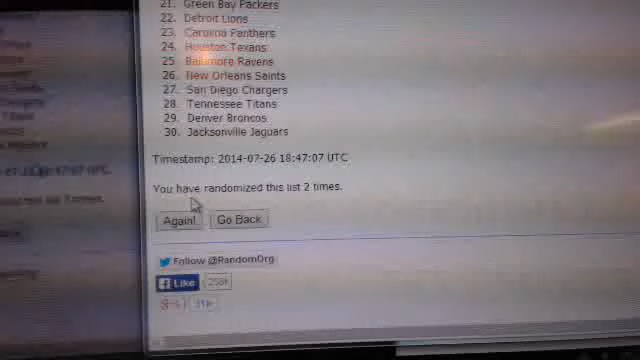 21. Green Bay Packers
22. Detroit Lions
23. Carolina Panthers
24. Houston Texans
25. Baltimore Ravens
26. New Orleans Saints
27. San Diego Chargers
28. Tennessee Titans
29. Denver Broncos
30. Jacksonville Jaguars
Timestamp: 2014-07-26 18:47:07 UTC
You have randomized this list 2 times.
Again! Go Back
Follow @RandomOrg
Like